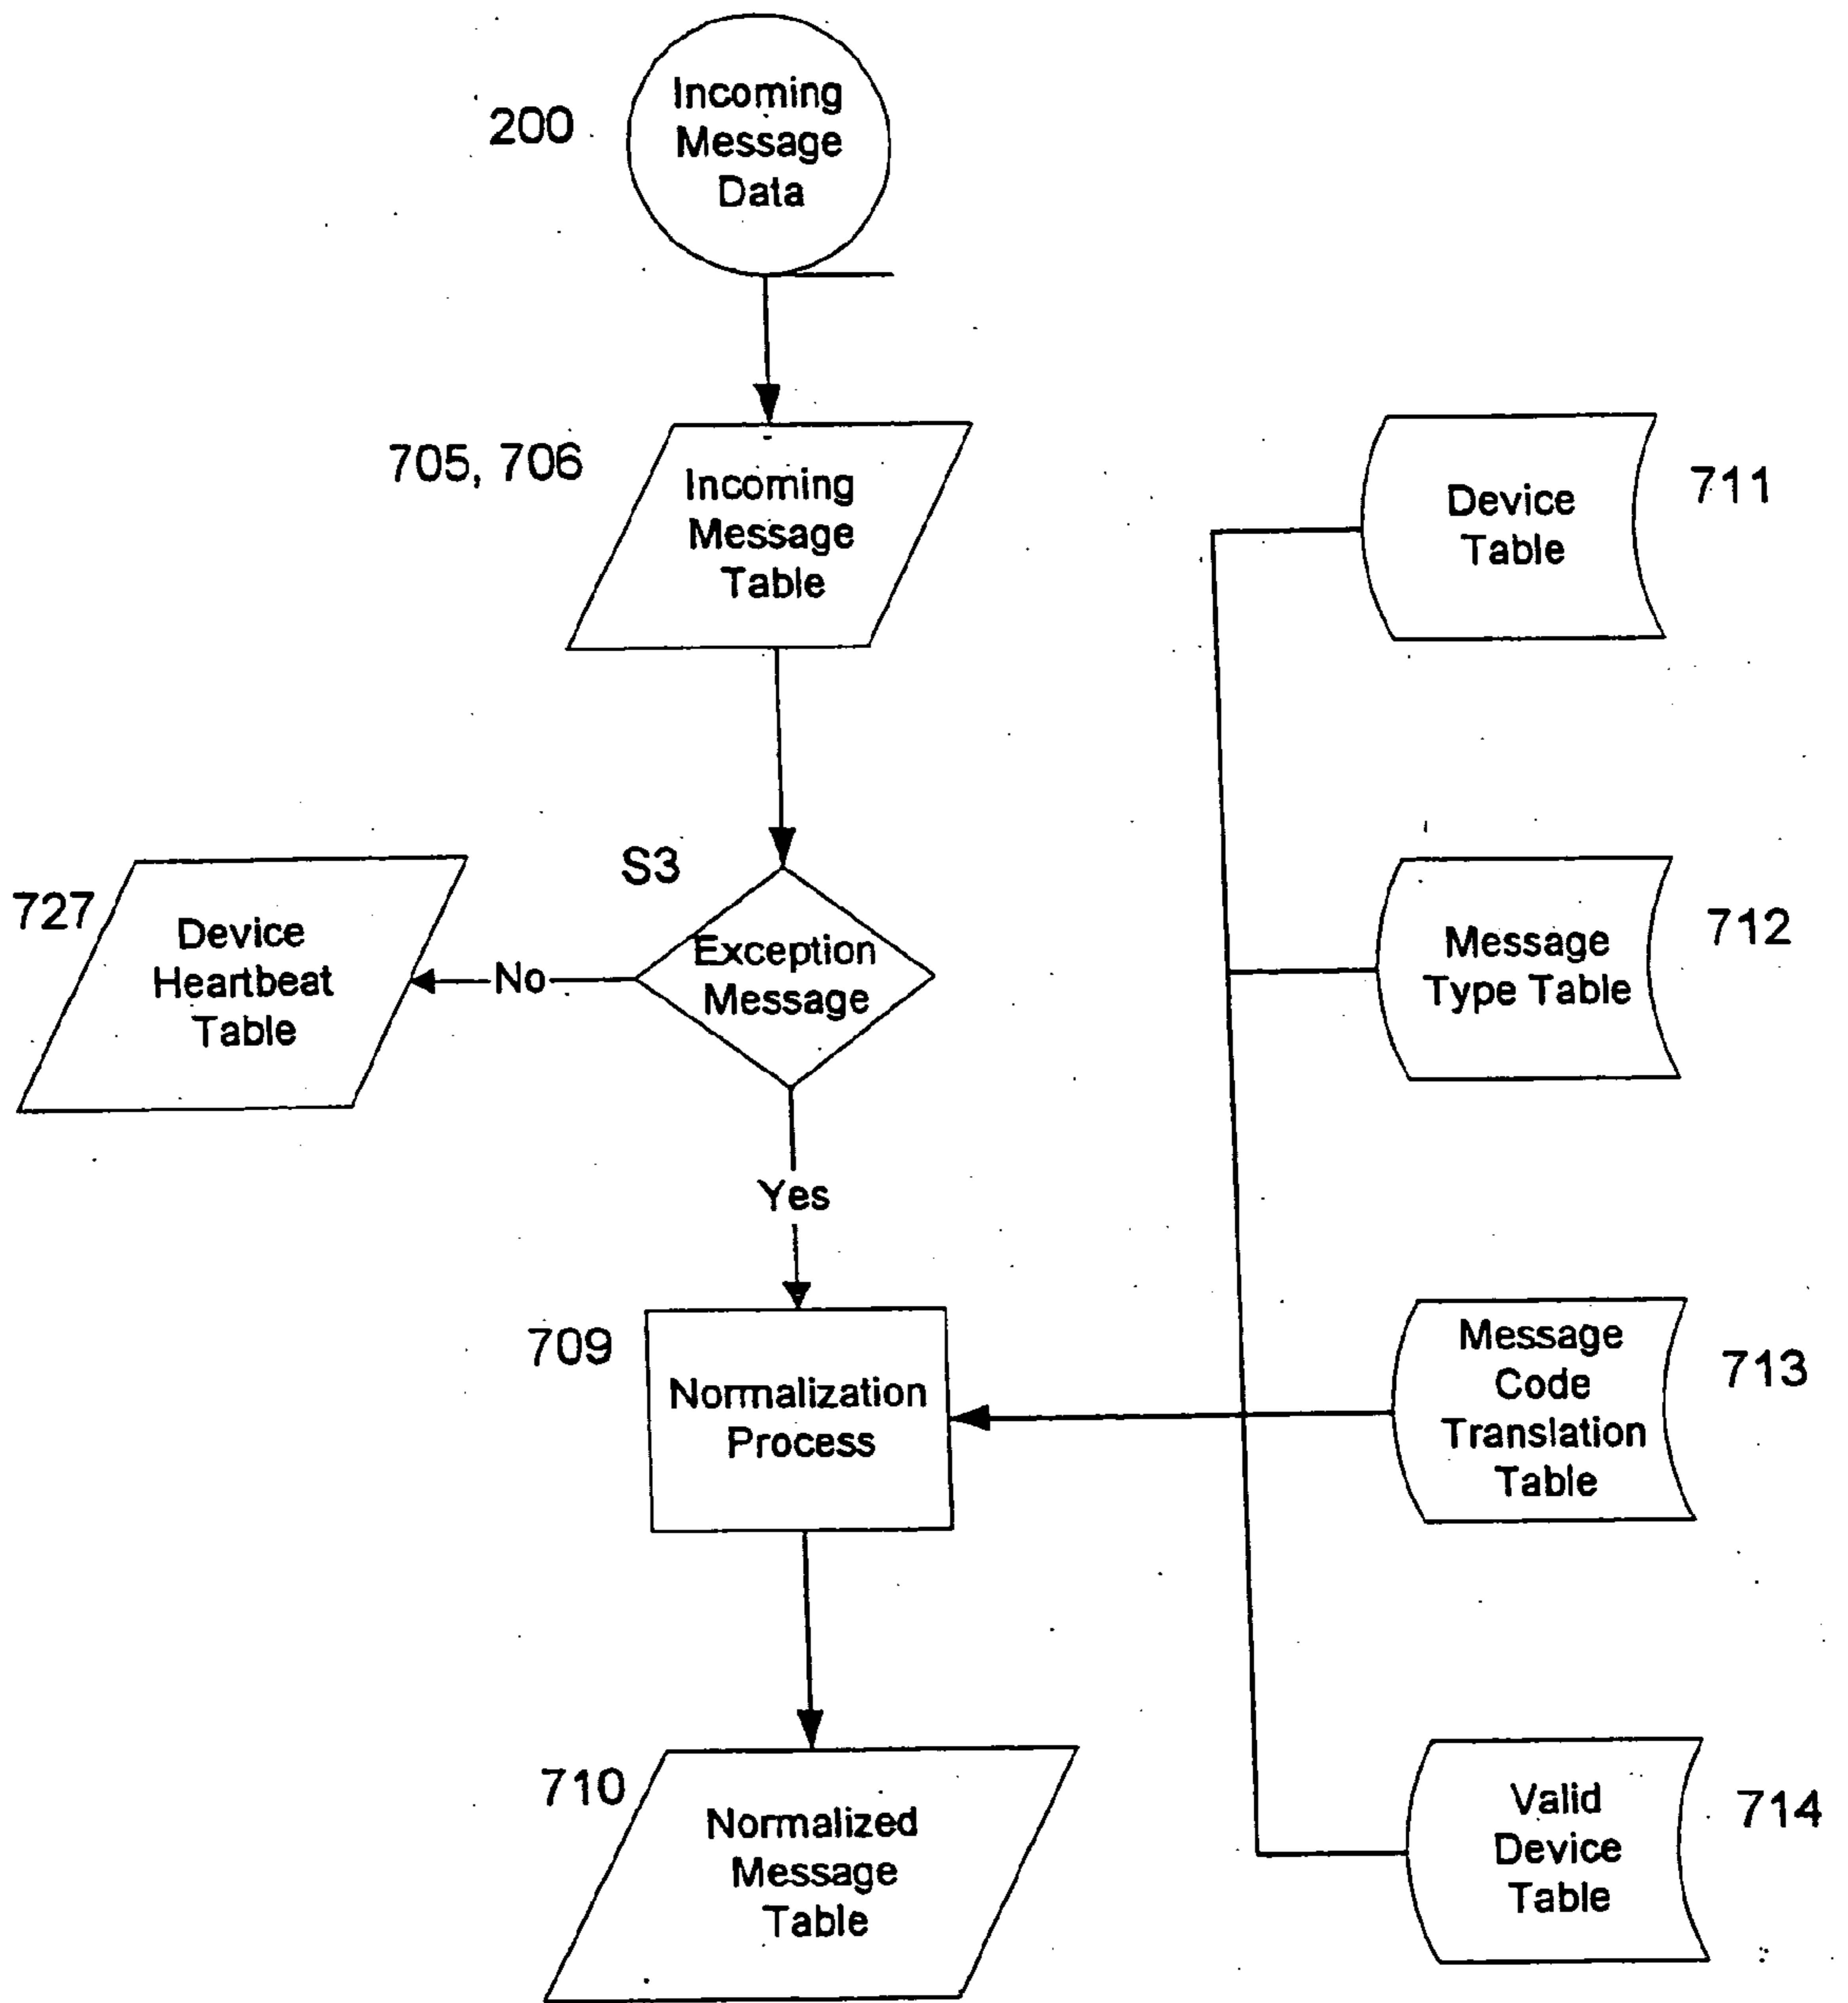 200
Incoming
Message
Data
705, 706
Incoming
Message
Table
Device
Table
711
S3
Exception
Message
727
Device
Heartbeat
Table
No
Message
Type Table
712
Yes
709
Normalization
Process
Message
Code
Translation
Table
713
710
Normalized
Message
Table
Valid
Device
Table
714